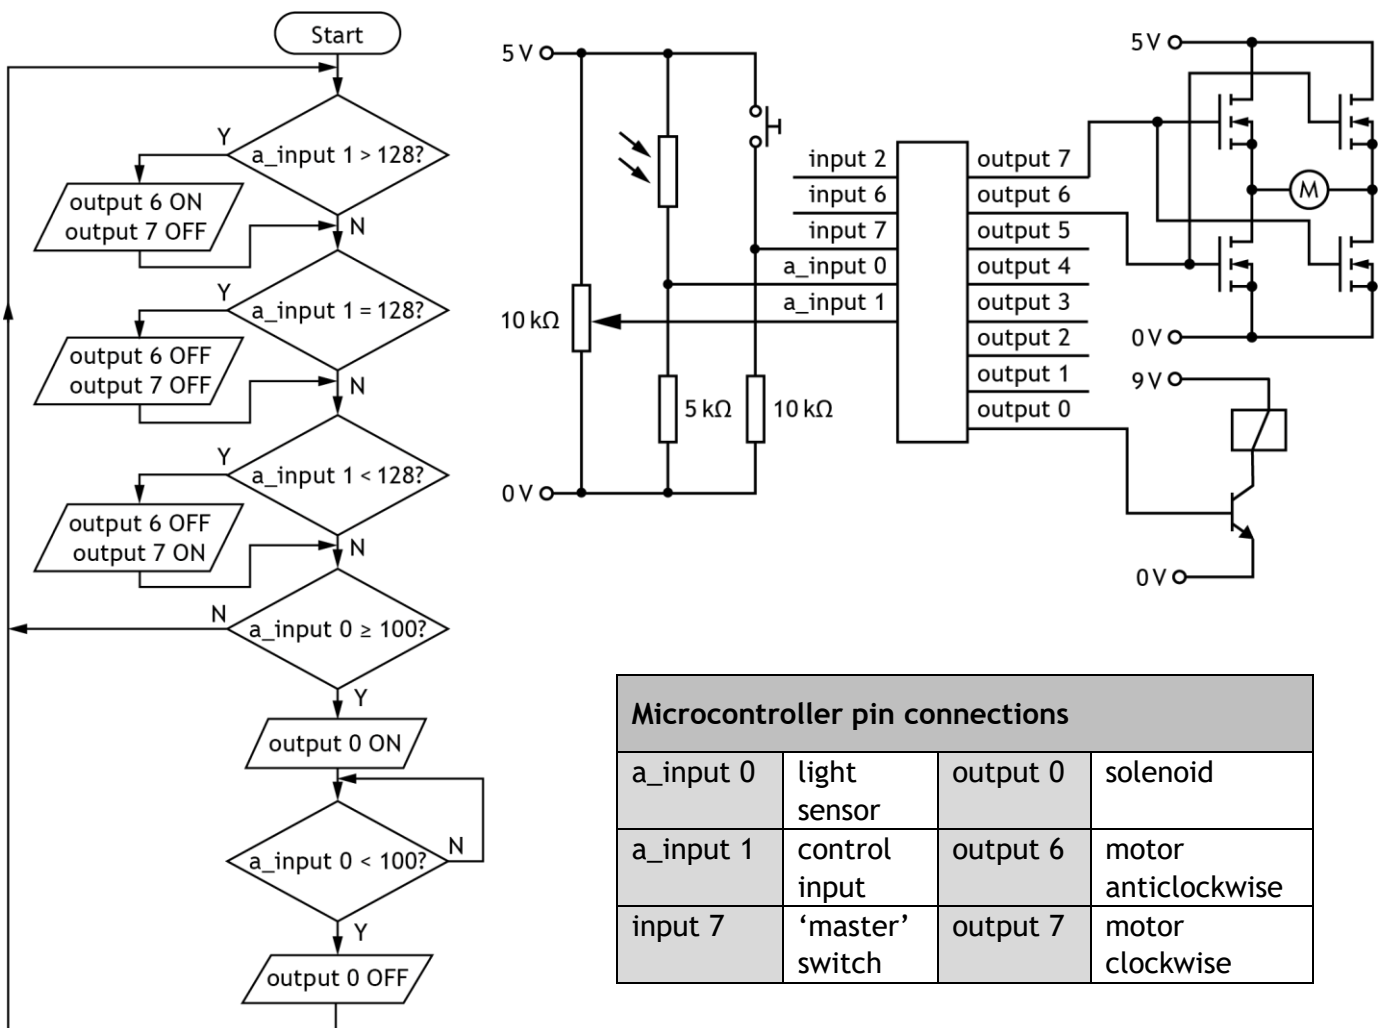 Start
Y
a_input 1 > 128?
output 6 ON
output 7 OFF
N
Y
a_input 1 = 128?
output 6 OFF
output 7 OFF
N
Y
a_input 1 < 128?
output 6 OFF
output 7 ON
N
N
a_input 0 ≥ 100?
Y
output 0 ON
a_input 0 < 100?
N
Y
output 0 OFF
5 V
10 kΩ
5 kΩ
10 kΩ
0 V
input 2
input 6
input 7
a_input 0
a_input 1
output 7
output 6
output 5
output 4
output 3
output 2
output 1
output 0
5 V
M
0 V
9 V
0 V
Microcontroller pin connections
a_input 0 light sensor output 0 solenoid
a_input 1 control input output 6 motor anticlockwise
input 7 ‘master’ switch output 7 motor clockwise